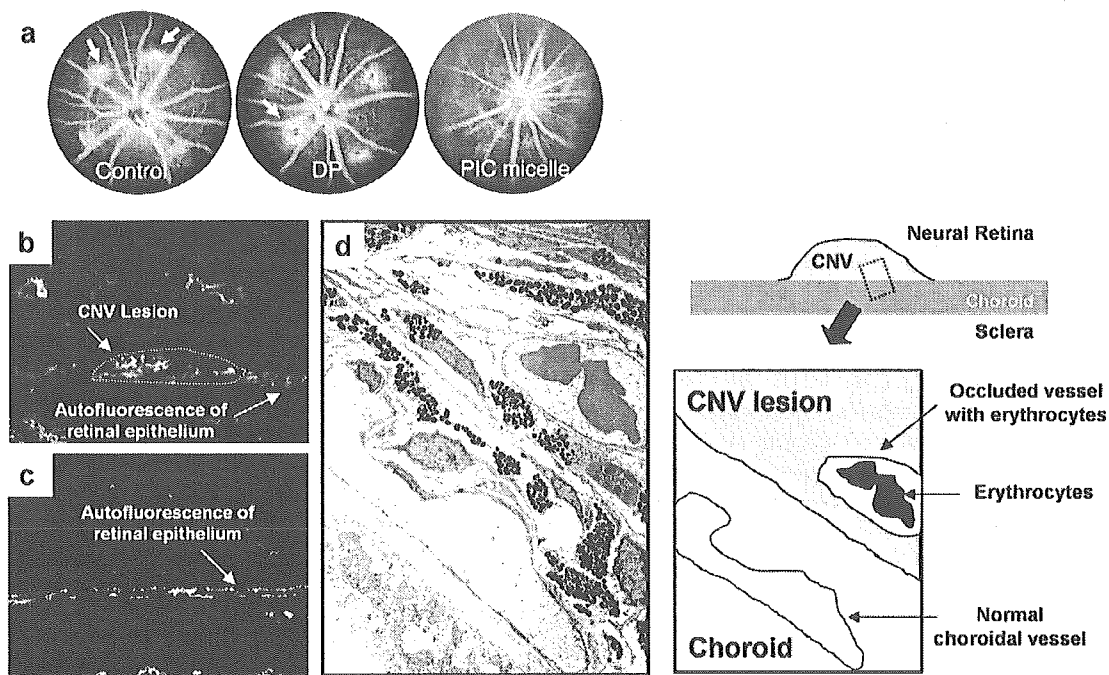 a
Control
DP
PIC micelle
b
CNV Lesion
Autofluorescence of
retinal epithelium
c
Autofluorescence of
retinal epithelium
d
Neural Retina
CNV
Choroid
Sclera
CNV lesion
Occluded vessel
with erythrocytes
Erythrocytes
Normal
choroidal vessel
Choroid